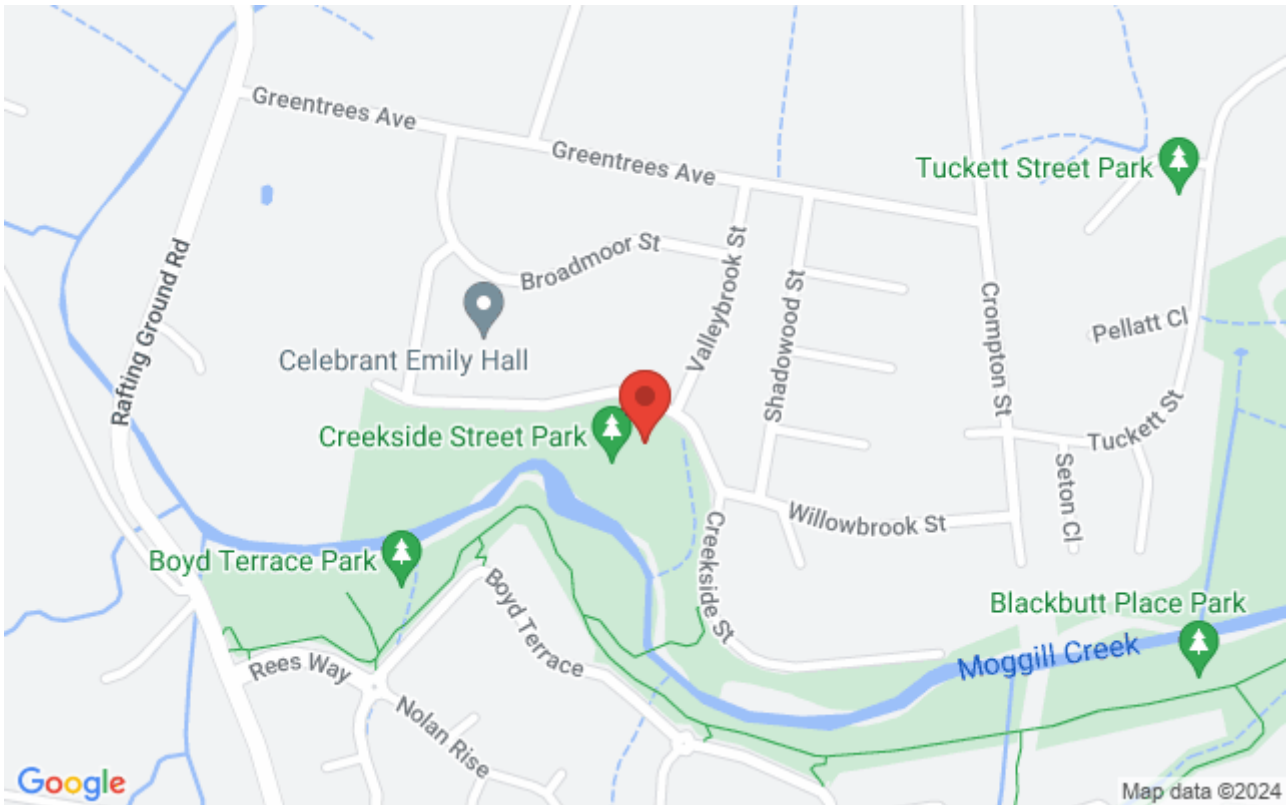 Greentrees Ave
Greentrees Ave
Tuckett Street Park
Rafting Ground Rd
Broadmoor St
Valleybrook St
Shadowood St
Crompton St
Pellatt Cl
Celebrant Emily Hall
Creekside Street Park
Tuckett St
Seton Cl
Willowbrook St
Creekside St
Boyd Terrace Park
Boyd Terrace
Blackbutt Place Park
Moggill Creek
Rees Way
Nolan Rise
Google
Map data ©2024